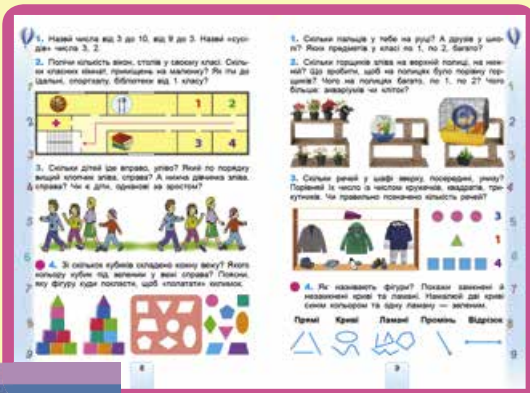 1. Назви числа від 3 до 10, від 9 до 3. Назви «сусі-
дів» числа 3, 2.
2. Полічи кількість вікон, столів у своєму класі. Скіль-
ки класних кімнат, приміщень на малюнку? Як іти до
їдальні, спортзалу, бібліотеки від 1 класу?
1 2
3 4
3. Скільки дітей іде вправо, уліво? Який по порядку
вищий хлопчик зліва, справа? А нижча дівчинка зліва,
справа? Чи є діти, однакові за зростом?
4. Зі скількох кубиків складено кожну вежу? Якого
кольору кубик під зеленим у вежі справа? Поясни,
яку фігуру куди покласти, щоб «полатати» килимок.
8
1. Скільки пальців у тебе на руці? А друзів у шко-
лі? Яких предметів у класі по 1, по 2, багато?
2. Скільки горщиків зліва на верхній полиці, на ниж-
ній? Що зробити, щоб на полицях було порівну гор-
щиків? Чого на полицях багато, по 1, по 2? Чого
більше: акваріумів чи кліток?
3. Скільки речей у шафі вверху, посередині, унизу?
Порівняй їх число з числом кружечків, квадратів, три-
кутників. Чи правильно позначено кількість речей?
3
1
4
4. Як називають фігури? Покажи замкнені й
незамкнені криві та ламані. Намалюй дві криві
синім кольором та одну ламану — зеленим.
Прямі Криві Ламані Промінь Відрізок
9